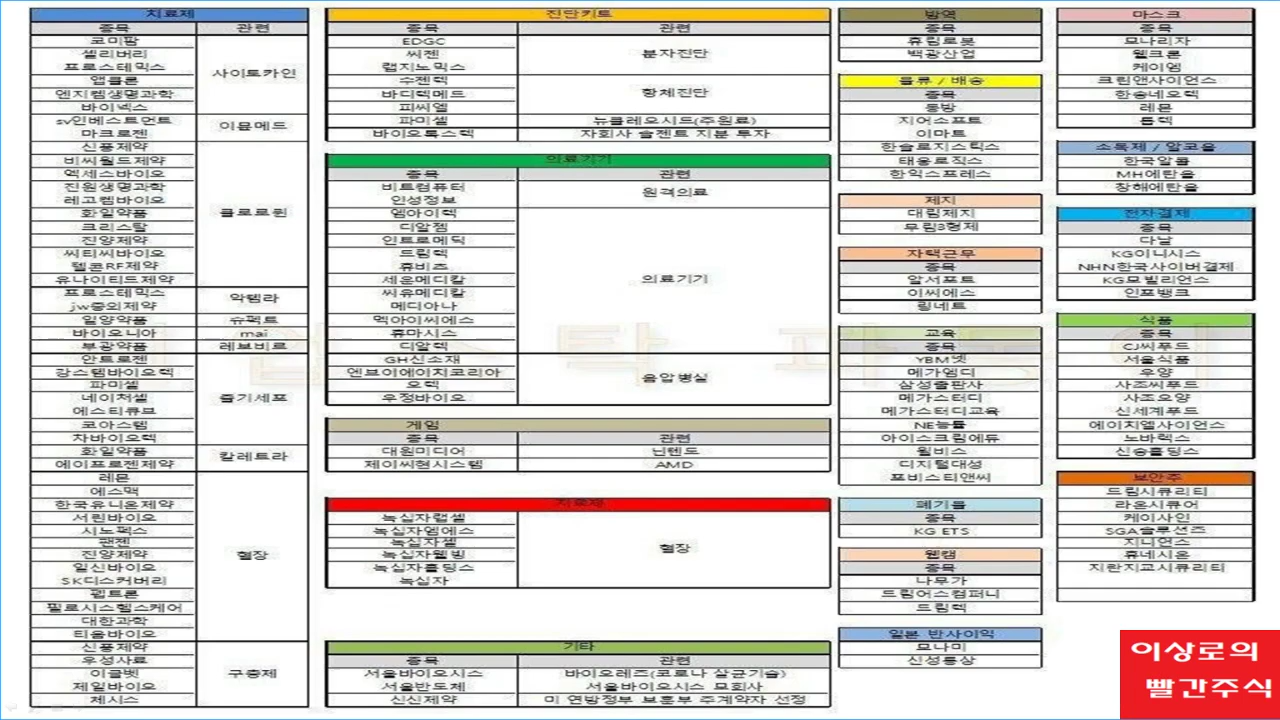 치료제
종목 관련
코미팜
셀리버리
프로스테믹스
앱클론
엔지켐생명과학
바이넥스
사이토카인
sv인베스트먼트
마크로젠
이뮨메드
신풍제약
비씨월드제약
엑세스바이오
진원생명과학
레고켐바이오
화일약품
크리스탈
진양제약
씨티씨바이오
텔콘RF제약
유나이티드제약
클로로퀸
프로스테믹스
jw중외제약
악템라
일양약품 슈펙트
바이오니아 mai
부광약품 레보비르
안트로젠
강스템바이오텍
파미셀
네이처셀
에스티큐브
코아스템
차바이오텍
줄기세포
화일약품
에이프로젠제약
칼레트라
레몬
에스맥
한국유니온제약
서린바이오
시노펙스
팬젠
진양제약
일신바이오
SK디스커버리
펩트론
필로시스헬스케어
대한과학
티움바이오
혈장
신풍제약
우성사료
이글벳
제일바이오
체시스
구충제
진단키트
종목 관련
EDGC
씨젠
랩지노믹스
분자진단
수젠텍
바디텍메드
피씨엘
항체진단
파미셀 뉴클레오시드(주원료)
바이오톡스텍 자회사 솔젠트 지분 투자
의료기기
종목 관련
비트컴퓨터
인성정보
원격의료
엠아이텍
디알젬
인트로메딕
드림텍
휴비츠
세운메디칼
씨유메디칼
메디아나
멕아이씨에스
휴마시스
디알텍
의료기기
GH신소재
엔브이에이치코리아
오텍
우정바이오
음압병실
게임
종목 관련
대원미디어 닌텐도
제이씨현시스템 AMD
치료제
녹십자랩셀
녹십자엠에스
녹십자셀
녹십자웰빙
녹십자홀딩스
녹십자
혈장
기타
종목 관련
서울바이오시스 바이오레즈(코로나 살균기술)
서울반도체 서울바이오시스 모회사
신신제약 미 연방정부 보훈부 주계약자 선정
방역
종목
휴림로봇
백광산업
물류 / 배송
종목
동방
지어소프트
이마트
한솔로지스틱스
태웅로직스
한익스프레스
제지
대림제지
무림3형제
자택근무
종목
알서포트
이씨에스
링네트
교육
종목
YBM넷
메가엠디
삼성출판사
메가스터디
메가스터디교육
NE능률
아이스크림에듀
윌비스
디지털대성
포비스티앤씨
폐기물
종목
KG ETS
웹캠
종목
나무가
드림어스컴퍼니
드림텍
일본 반사이익
모나미
신성통상
마스크
종목
모나리자
웰크론
케이엠
크린앤사이언스
한송네오텍
레몬
톱텍
소독제 / 알코올
한국알콜
MH에탄올
창해에탄올
전자결제
종목
다날
KG이니시스
NHN한국사이버결제
KG모빌리언스
인포뱅크
식품
종목
CJ씨푸드
서울식품
우양
사조씨푸드
사조오양
신세계푸드
에이치엘사이언스
노바렉스
신송홀딩스
보안주
드림시큐리티
라온시큐어
케이사인
SGA솔루션즈
지니언스
휴네시온
지란지교시큐리티
이상로의
빨간주식